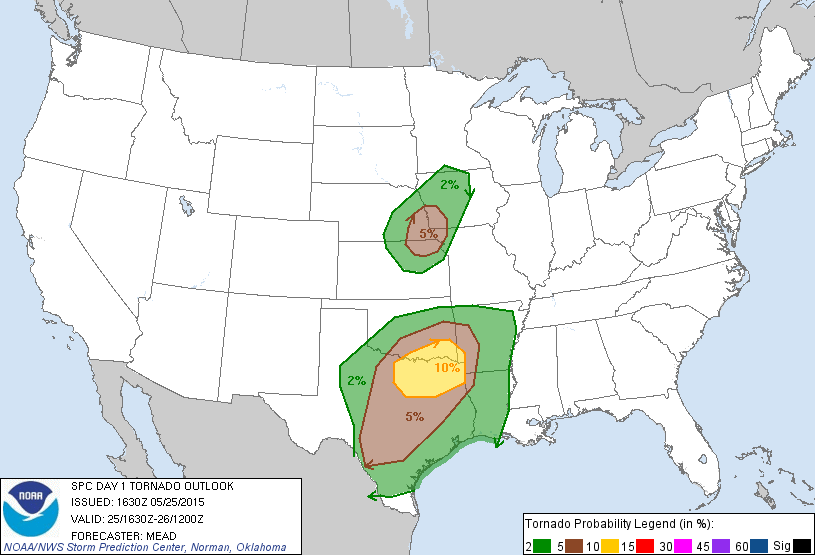 2%
5%
10%
2%
5%
NOAA
SPC DAY 1 TORNADO OUTLOOK
ISSUED: 1630Z 05/25/2015
VALID: 25/1630Z-26/1200Z
FORECASTER: MEAD
NOAA/NWS Storm Prediction Center, Norman, Oklahoma
Tornado Probability Legend (in %):
2 5 10 15 30 45 60 Sig